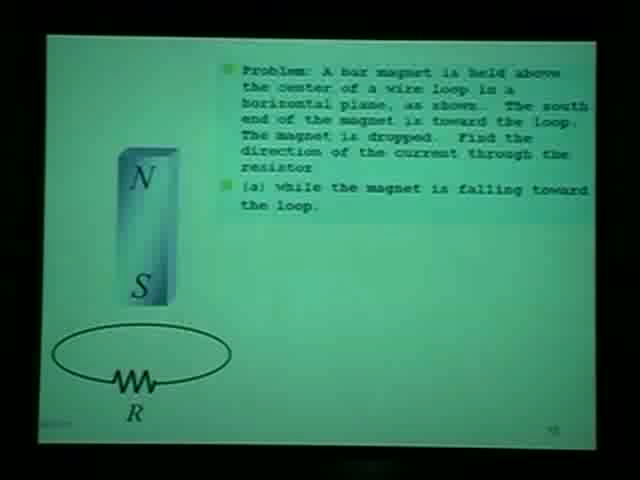 Problem: A bar magnet is held above
the center of a wire loop in a
horizontal plane, as shown. The south
end of the magnet is toward the loop.
The magnet is dropped. Find the
direction of the current through the
resistor
(a) while the magnet is falling toward
the loop.
N
S
R